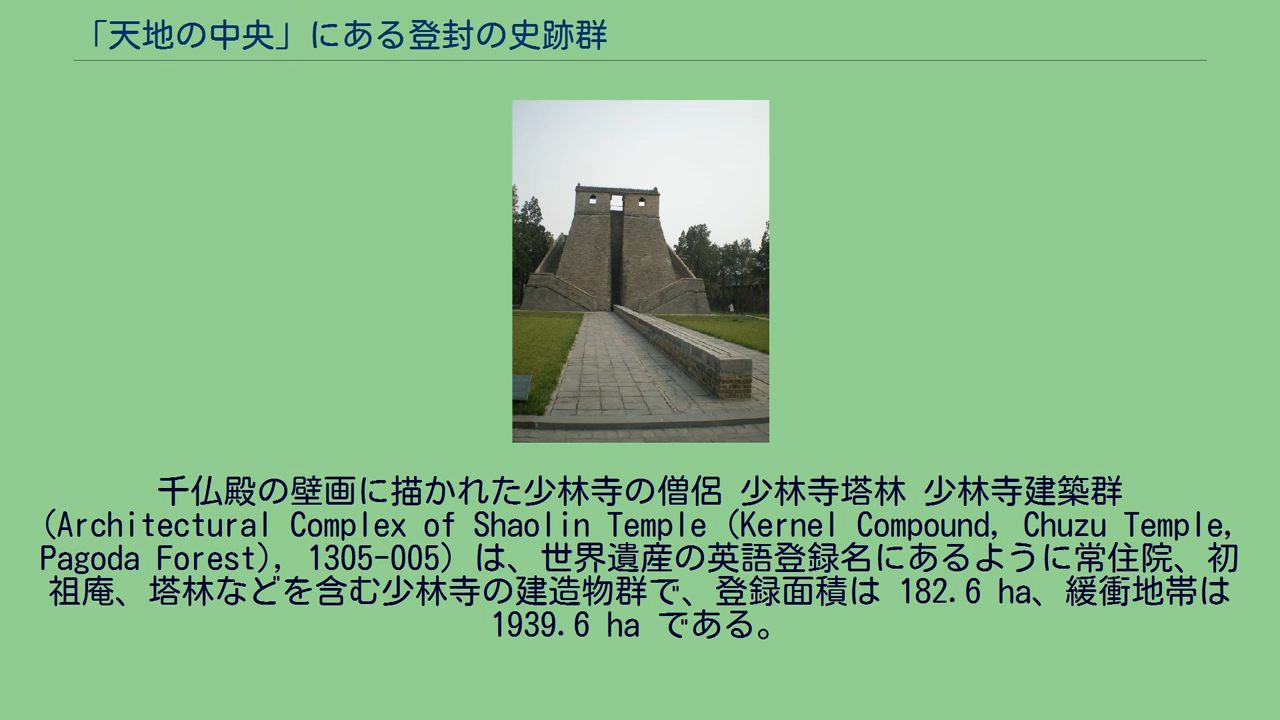 「天地の中央」にある登封の史跡群
千仏殿の壁画に描かれた少林寺の僧侶 少林寺塔林 少林寺建築群
(Architectural Complex of Shaolin Temple (Kernel Compound, Chuzu Temple,
Pagoda Forest), 1305-005) は、世界遺産の英語登録名にあるように常住院、初
祖庵、塔林などを含む少林寺の建造物群で、登録面積は 182.6 ha、緩衝地帯は
1939.6 ha である。